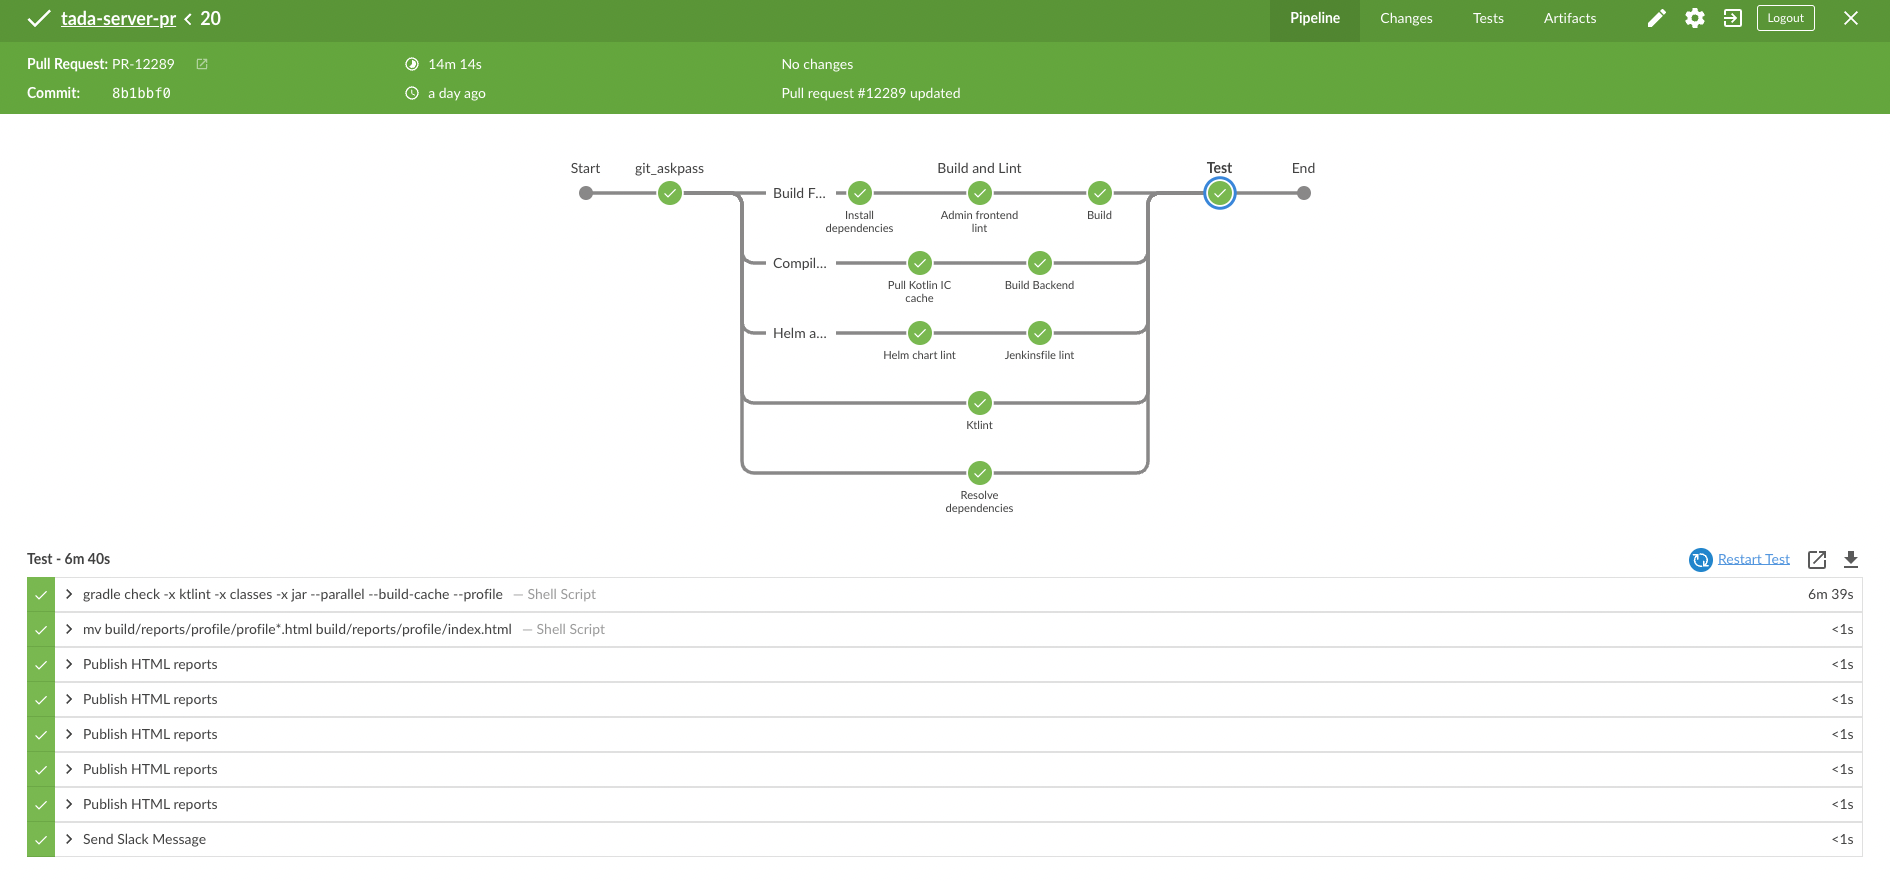 tada-server-pr < 20
Pipeline
Changes
Tests
Artifacts
Logout
Pull Request: PR-12289
14m 14s
No changes
Commit: 8b1bbf0
a day ago
Pull request #12289 updated
Start
git_askpass
Build and Lint
Test
End
Build F...
Install
dependencies
Admin frontend
lint
Build
Compil...
Pull Kotlin IC
cache
Build Backend
Helm a...
Helm chart lint
Jenkinsfile lint
Ktlint
Resolve
dependencies
Test - 6m 40s
Restart Test
gradle check -x ktlint -x classes -x jar --parallel --build-cache --profile — Shell Script 6m 39s
mv build/reports/profile/profile*.html build/reports/profile/index.html — Shell Script <1s
Publish HTML reports <1s
Publish HTML reports <1s
Publish HTML reports <1s
Publish HTML reports <1s
Publish HTML reports <1s
Send Slack Message <1s